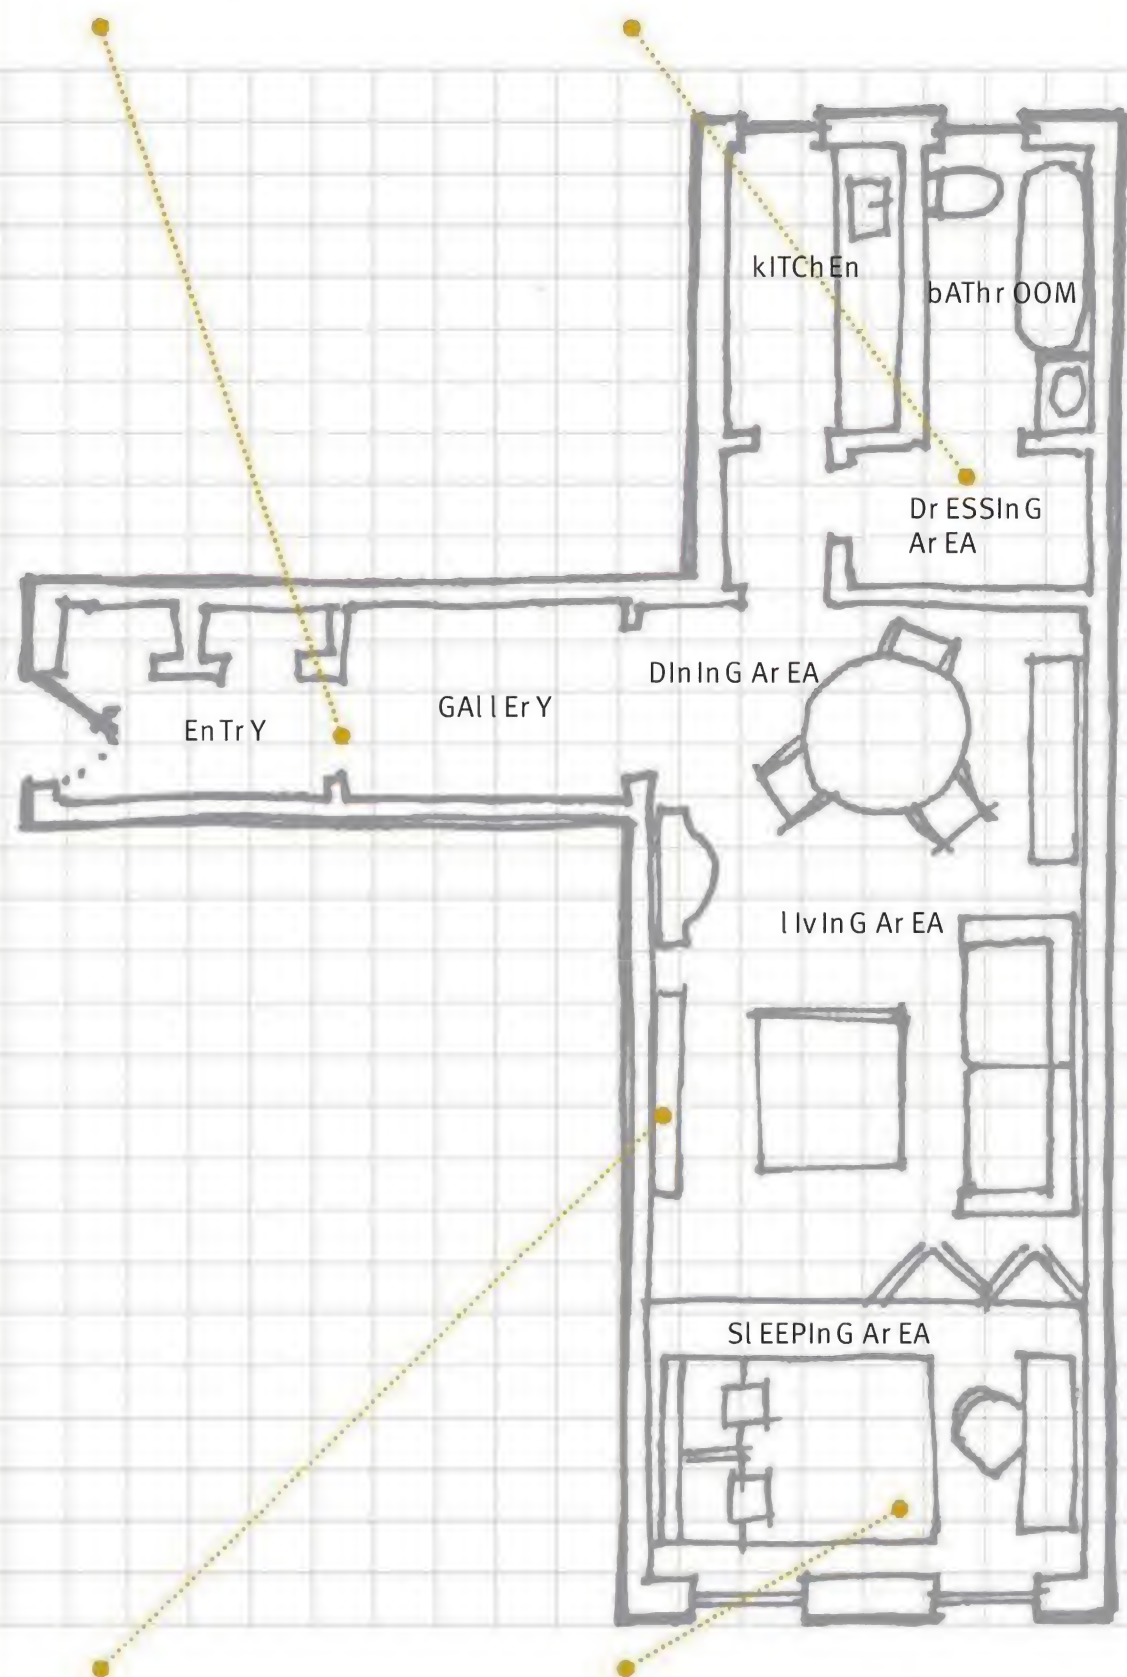 kITChEn
bAThrOOM
DrESSInG
ArEA
DInInG ArEA
GAllErY
EnTrY
lIvInG ArEA
SlEEPInG ArEA